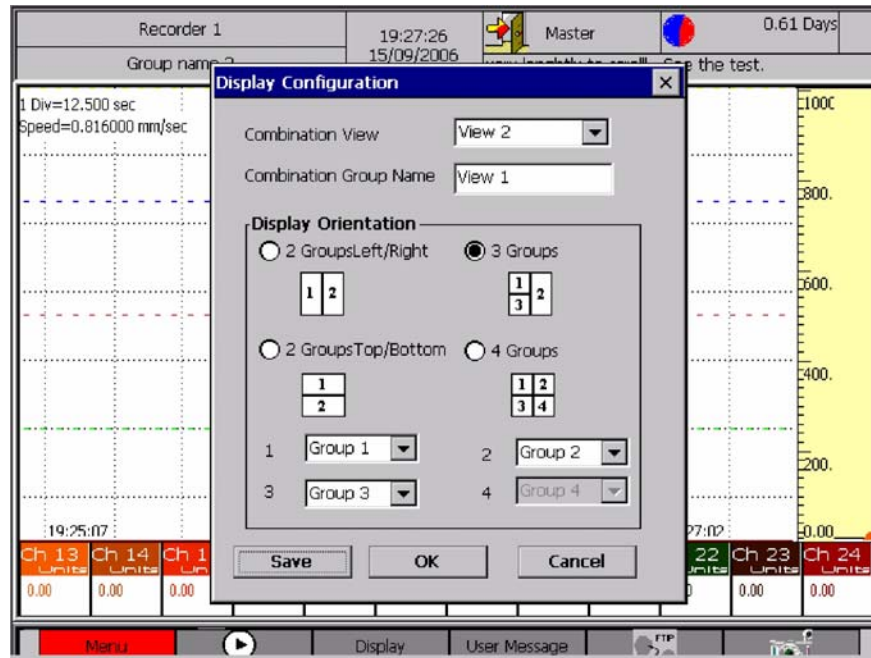 Recorder 1
19:27:26
Master
0.61 Days
Group name 2
15/09/2006
See the test.
Display Configuration
1 Div=12.500 sec
Speed=0.816000 mm/sec
Combination View
View 2
Combination Group Name
View 1
800.
Display Orientation
2 GroupsLeft/Right
3 Groups
600.
1 2
1 2
3
2 GroupsTop/Bottom
4 Groups
400.
1
2
1 2
3 4
1
Group 1
2
Group 2
200.
3
Group 3
4
Group 4
19:25:07
27:02
0.00
Save
OK
Cancel
Ch 13
Units
0.00
Ch 14
Units
0.00
Ch 1
0.00
22
Ch 23
Units
0.00
Ch 24
Units
0.00
Menu
Display
User Message
FTP